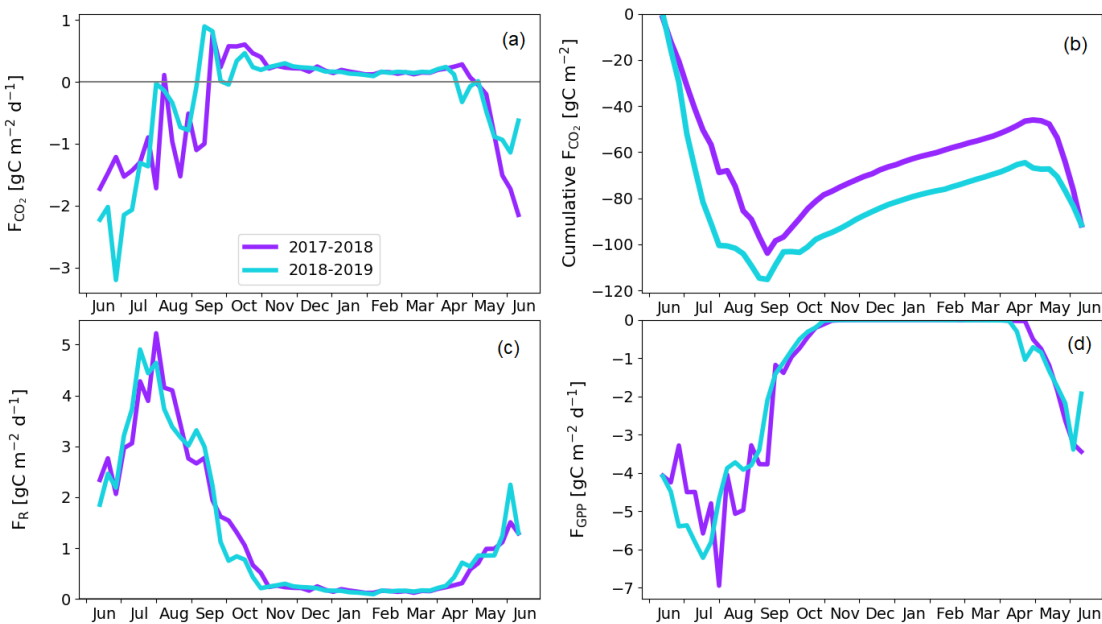 (a)
F_CO₂ [gC m⁻² d⁻¹]
1
0
−1
−2
−3
2017-2018
2018-2019
Jun Jul Aug Sep Oct Nov Dec Jan Feb Mar Apr May Jun
(b)
Cumulative F_CO₂ [gC m⁻²]
0
−20
−40
−60
−80
−100
−120
Jun Jul Aug Sep Oct Nov Dec Jan Feb Mar Apr May Jun
(c)
F_R [gC m⁻² d⁻¹]
5
4
3
2
1
0
Jun Jul Aug Sep Oct Nov Dec Jan Feb Mar Apr May Jun
(d)
F_GPP [gC m⁻² d⁻¹]
0
−1
−2
−3
−4
−5
−6
−7
Jun Jul Aug Sep Oct Nov Dec Jan Feb Mar Apr May Jun